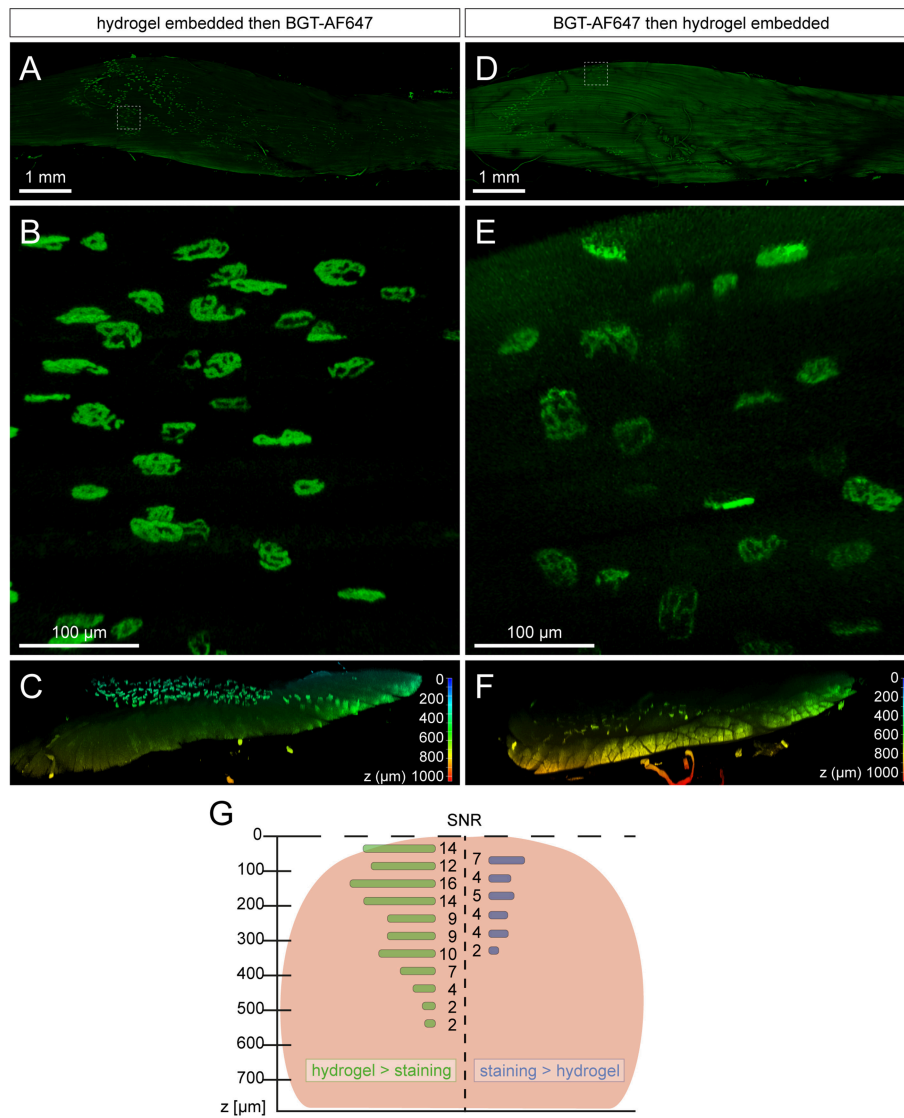 hydrogel embedded then BGT-AF647
BGT-AF647 then hydrogel embedded
A
1 mm
D
1 mm
B
100 µm
E
100 µm
C
0
200
400
600
800
z (µm) 1000
F
0
200
400
600
800
z (µm) 1000
G
SNR
0
100
200
300
400
500
600
700
z [µm]
14
12
16
14
9
9
10
7
4
2
2
7
4
5
4
4
2
hydrogel > staining
staining > hydrogel